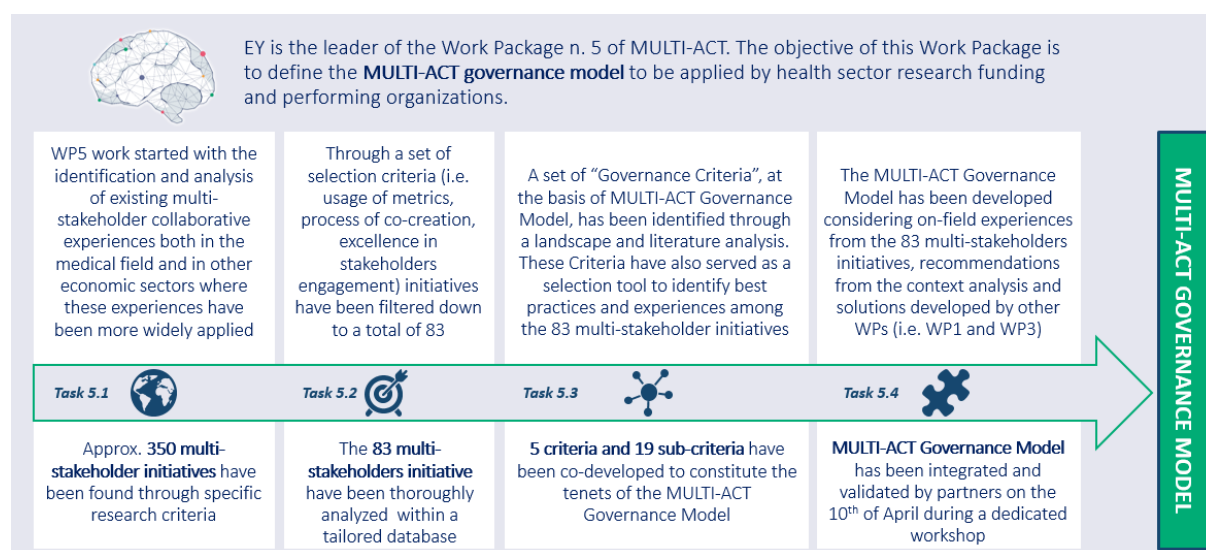 EY is the leader of the Work Package n. 5 of MULTI-ACT. The objective of this Work Package is
to define the MULTI-ACT governance model to be applied by health sector research funding
and performing organizations.
WP5 work started with the
identification and analysis
of existing multi-
stakeholder collaborative
experiences both in the
medical field and in other
economic sectors where
these experiences have
been more widely applied
Through a set of
selection criteria (i.e.
usage of metrics,
process of co-creation,
excellence in
stakeholders
engagement) initiatives
have been filtered down
to a total of 83
A set of “Governance Criteria”, at
the basis of MULTI-ACT Governance
Model, has been identified through
a landscape and literature analysis.
These Criteria have also served as a
selection tool to identify best
practices and experiences among
the 83 multi-stakeholder initiatives
The MULTI-ACT Governance
Model has been developed
considering on-field experiences
from the 83 multi-stakeholders
initiatives, recommendations
from the context analysis and
solutions developed by other
WPs (i.e. WP1 and WP3)
Task 5.1
Task 5.2
Task 5.3
Task 5.4
Approx. 350 multi-
stakeholder initiatives have
been found through specific
research criteria
The 83 multi-
stakeholders initiative
have been thoroughly
analyzed within a
tailored database
5 criteria and 19 sub-criteria have
been co-developed to constitute the
tenets of the MULTI-ACT
Governance Model
MULTI-ACT Governance Model
has been integrated and
validated by partners on the
10th of April during a dedicated
workshop
MULTI-ACT GOVERNANCE MODEL